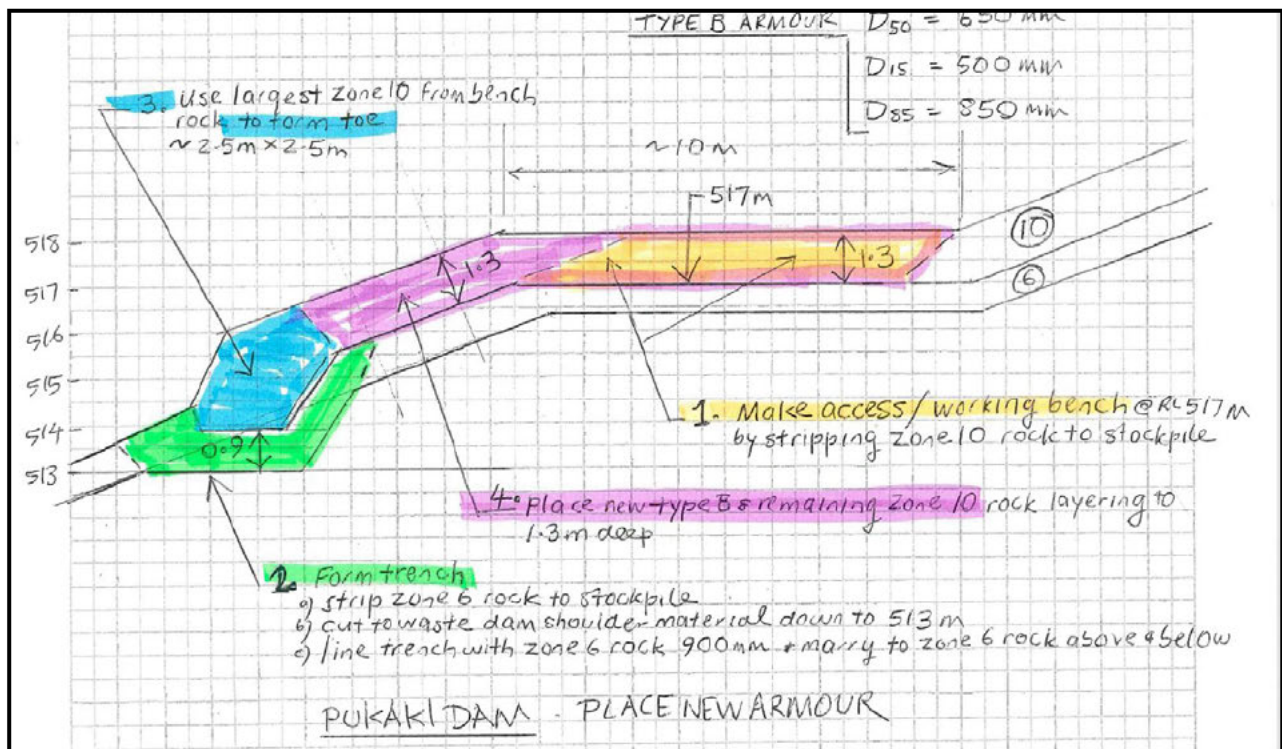 TYPE B ARMOUR D50 = 650 mm
D15 = 500 mm
D85 = 850 mm
3. Use largest zone 10 from bench
rock to form toe
~ 2.5m × 2.5m
~10 m
517m
518
517
516
515
514
513
1.3
1.3
0.9
10
6
1. Make access/working bench @ RL517M
by stripping zone 10 rock to stockpile
4. Place new type B & remaining zone 10 rock layering to
1.3m deep
2. Form trench
a) strip zone 6 rock to stockpile
b) cut to waste dam shoulder material down to 513 m
c) line trench with zone 6 rock 900mm & marry to zone 6 rock above & below
PUKAKI DAM - PLACE NEW ARMOUR